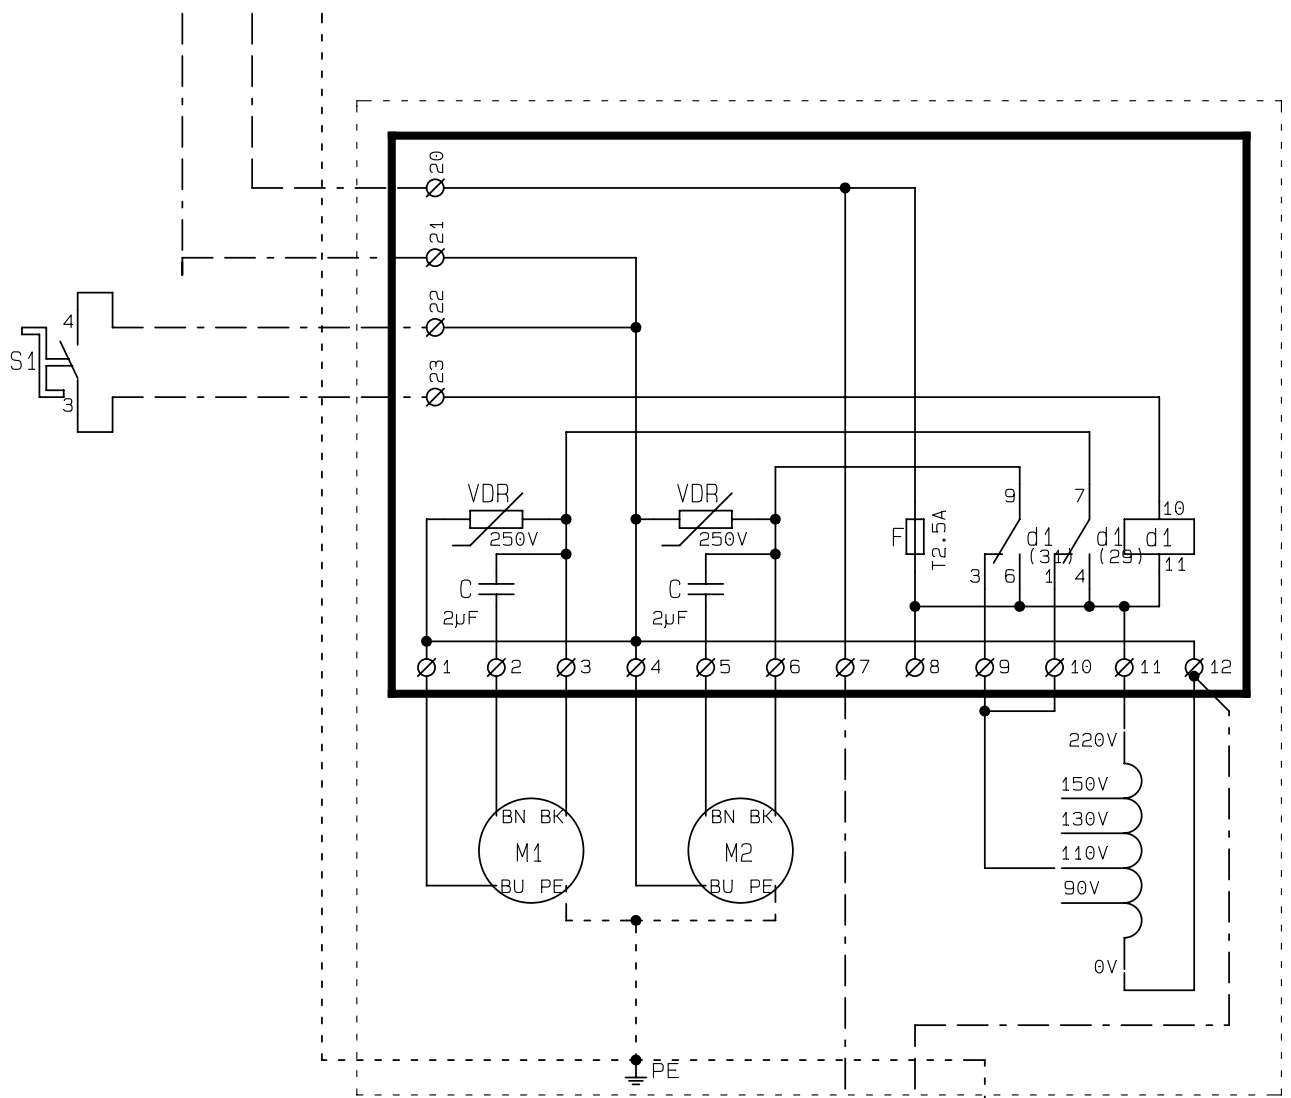 20
21
22
4
S1
23
3
VDR
VDR
9
7
10
250V
250V
F
T2.5A
d1
(31)
d1
(29)
d1
11
3
6
1
4
C
2µF
C
2µF
1
2
3
4
5
6
7
8
9
10
11
12
220V
150V
130V
110V
90V
0V
BN BK
M1
BU PE
BN BK
M2
BU PE
PE